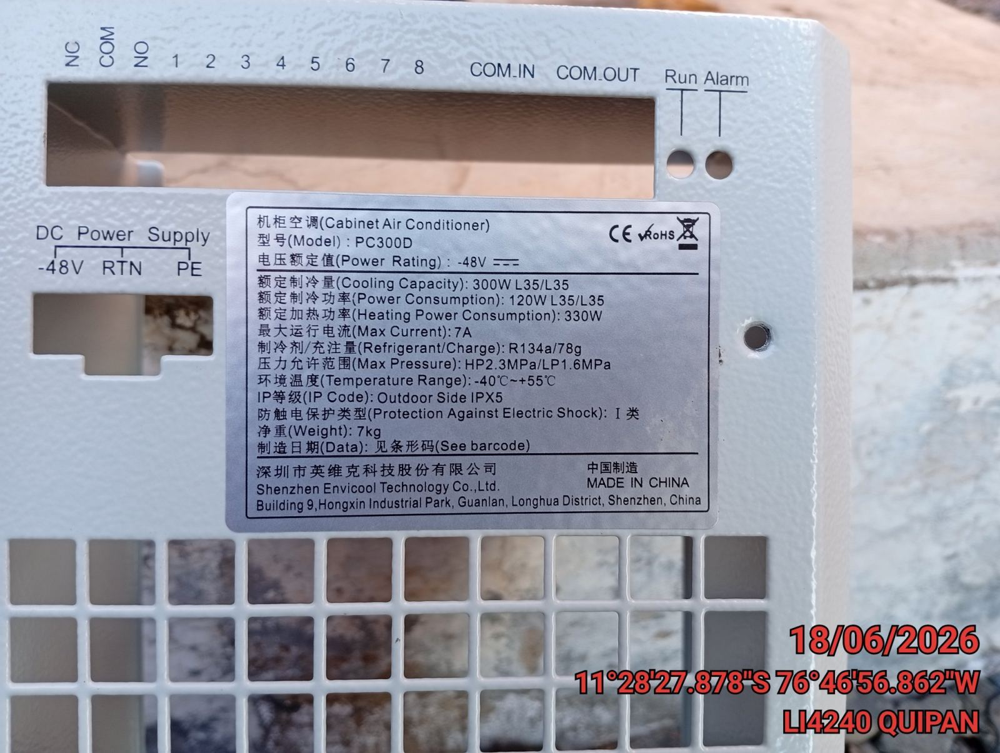 NC COM NO 1 2 3 4 5 6 7 8 COM_IN COM_OUT Run Alarm
DC Power Supply
-48V RTN PE
机柜空调(Cabinet Air Conditioner)
型号(Model) : PC300D
CE RoHS
电压额定值(Power Rating) : -48V
额定制冷量(Cooling Capacity): 300W L35/L35
额定制冷功率(Power Consumption): 120W L35/L35
额定加热功率(Heating Power Consumption): 330W
最大运行电流(Max Current): 7A
制冷剂/充注量(Refrigerant/Charge): R134a/78g
压力允许范围(Max Pressure): HP2.3MPa/LP1.6MPa
环境温度(Temperature Range): -40℃~+55℃
IP等级(IP Code): Outdoor Side IPX5
防触电保护类型(Protection Against Electric Shock): I 类
净重(Weight): 7kg
制造日期(Data): 见条形码(See barcode)
深圳市英维克科技股份有限公司
中国制造
Shenzhen Envicool Technology Co.,Ltd.
MADE IN CHINA
Building 9,Hongxin Industrial Park, Guanlan, Longhua District, Shenzhen, China
18/06/2026
11°28'27.878"S 76°46'56.862"W
LI4240 QUIPAN